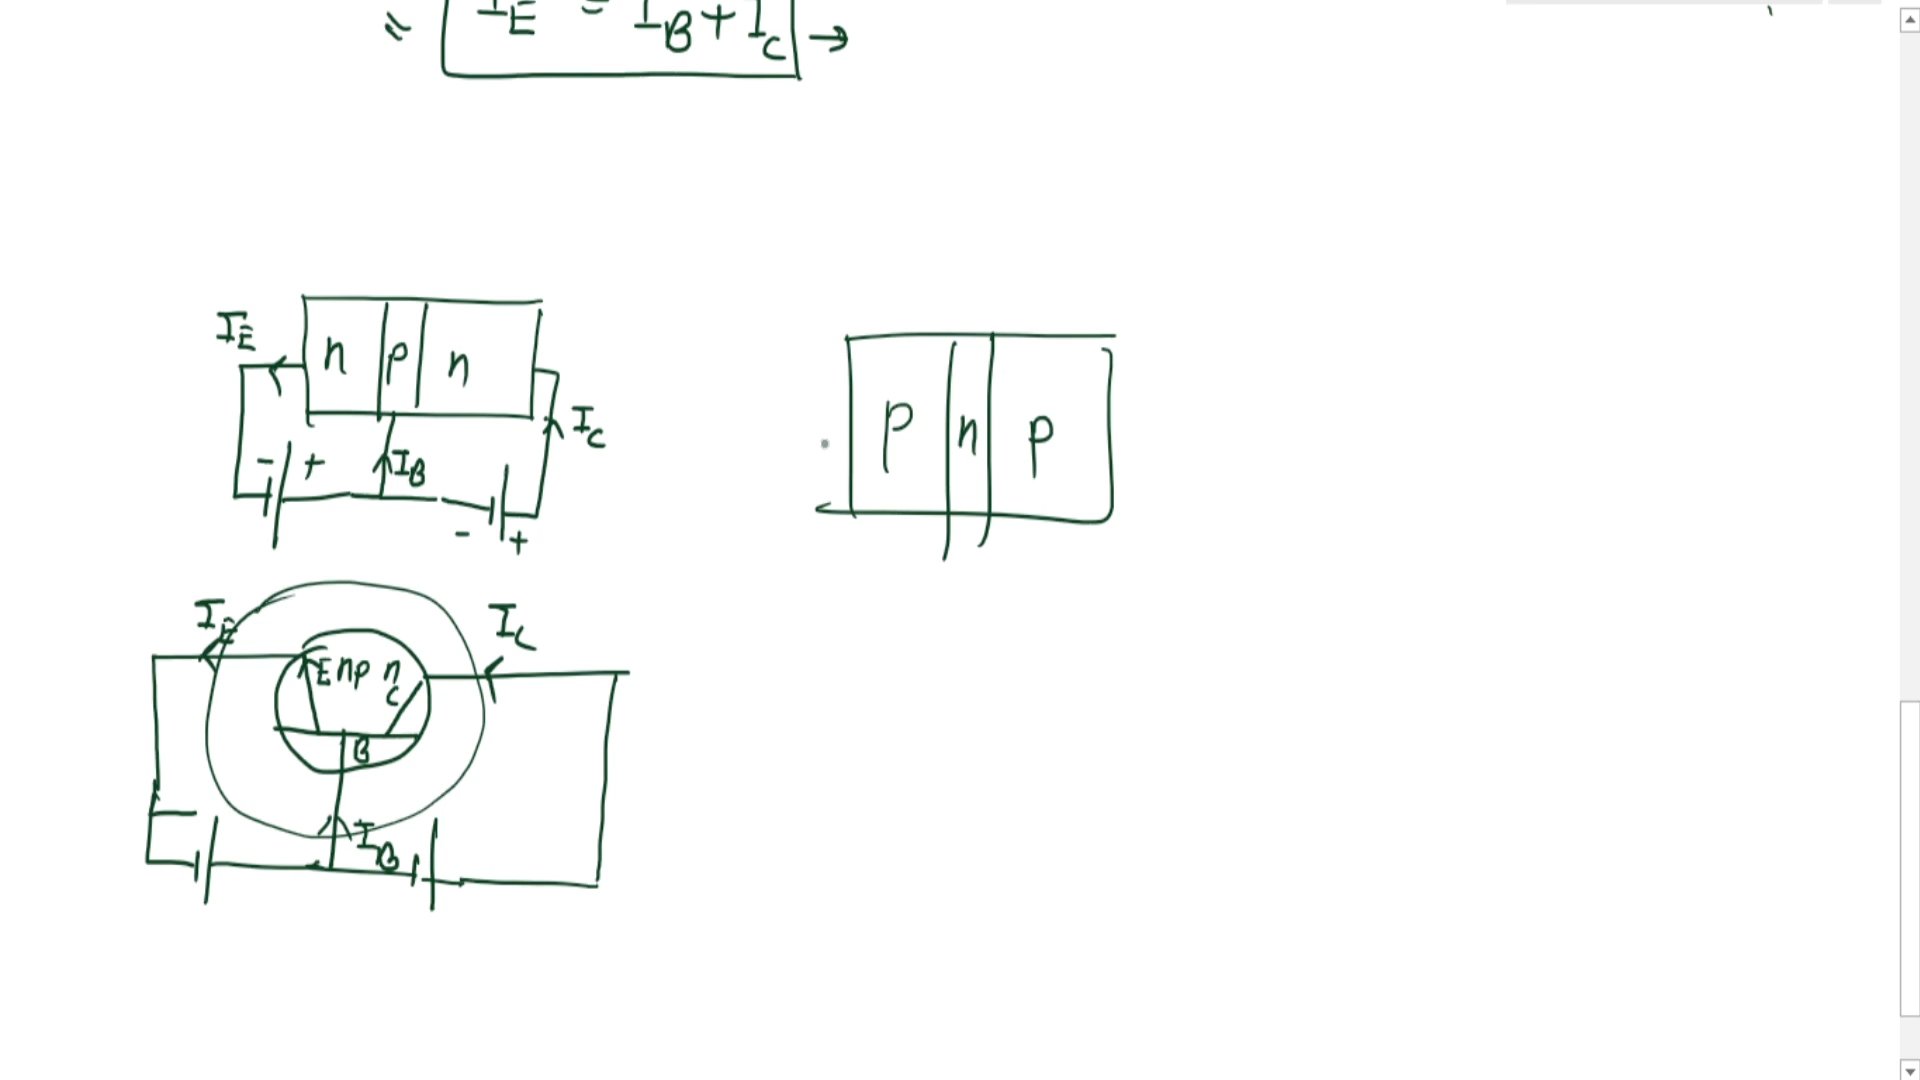 I_E = I_B + I_C →
I_E
n p n
I_C
- + I_B
- +
p n p
I_E I_C
E n p n
C
B
I_B